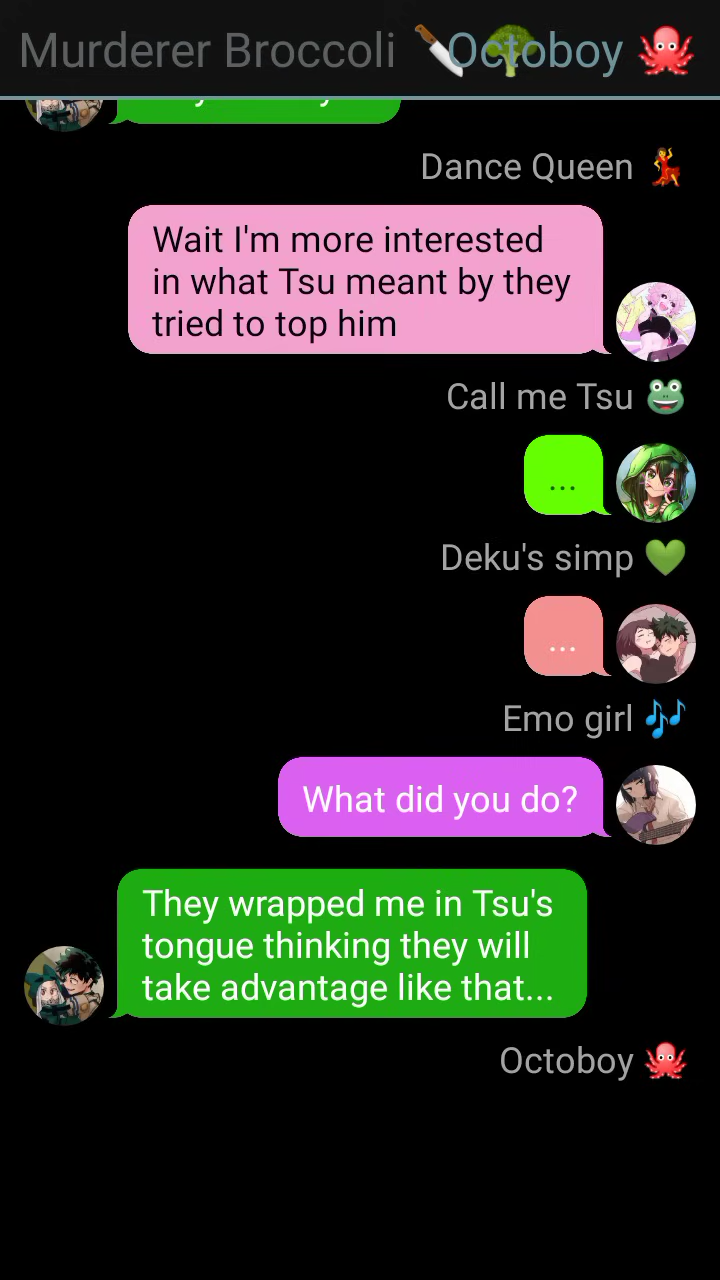 Murderer Broccoli 🔪🥦 Octoboy 🐙
Dance Queen 💃
Wait I'm more interested
in what Tsu meant by they
tried to top him
Call me Tsu 🐸
...
Deku's simp 💚
...
Emo girl 🎶
What did you do?
They wrapped me in Tsu's
tongue thinking they will
take advantage like that...
Octoboy 🐙